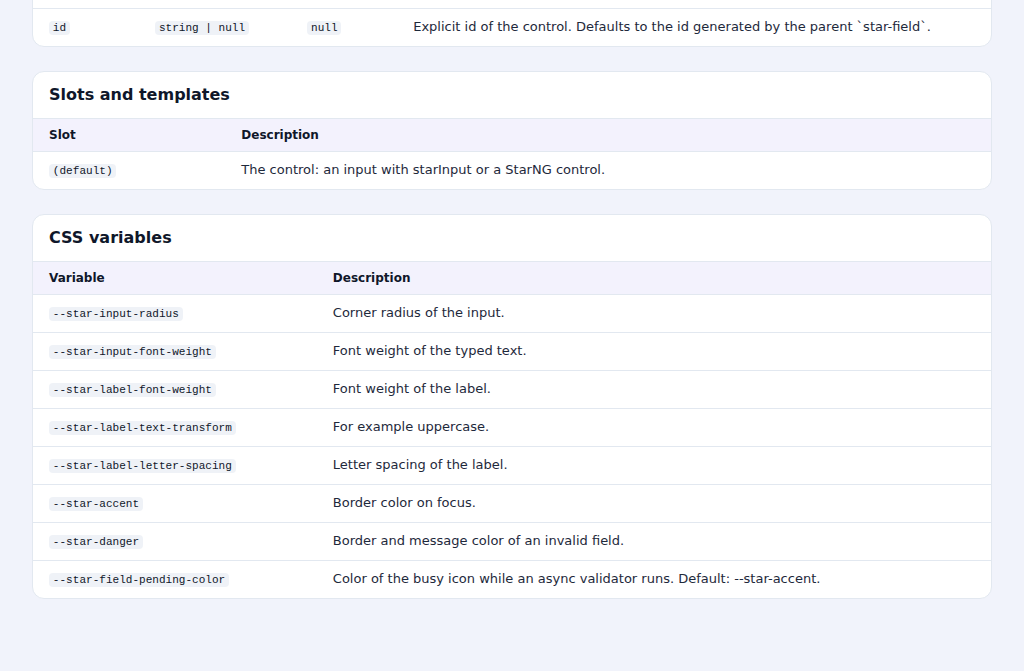 id string | null null Explicit id of the control. Defaults to the id generated by the parent `star-field`.
Slots and templates
Slot Description
(default) The control: an input with starInput or a StarNG control.
CSS variables
Variable Description
--star-input-radius Corner radius of the input.
--star-input-font-weight Font weight of the typed text.
--star-label-font-weight Font weight of the label.
--star-label-text-transform For example uppercase.
--star-label-letter-spacing Letter spacing of the label.
--star-accent Border color on focus.
--star-danger Border and message color of an invalid field.
--star-field-pending-color Color of the busy icon while an async validator runs. Default: --star-accent.